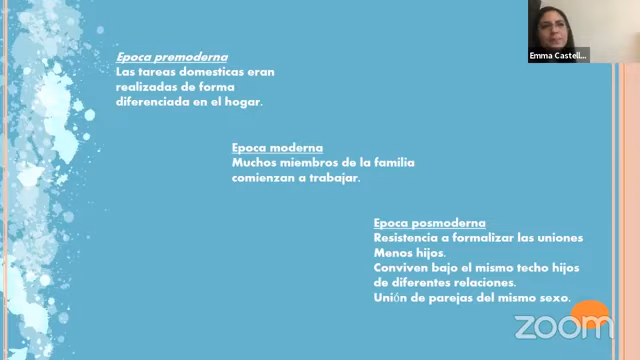 Emma Castell...
Epoca premoderna
Las tareas domesticas eran
realizadas de forma
diferenciada en el hogar.
Epoca moderna
Muchos miembros de la familia
comienzan a trabajar.
Epoca posmoderna
Resistencia a formalizar las uniones
Menos hijos.
Conviven bajo el mismo techo hijos
de diferentes relaciones.
Unión de parejas del mismo sexo.
zoom